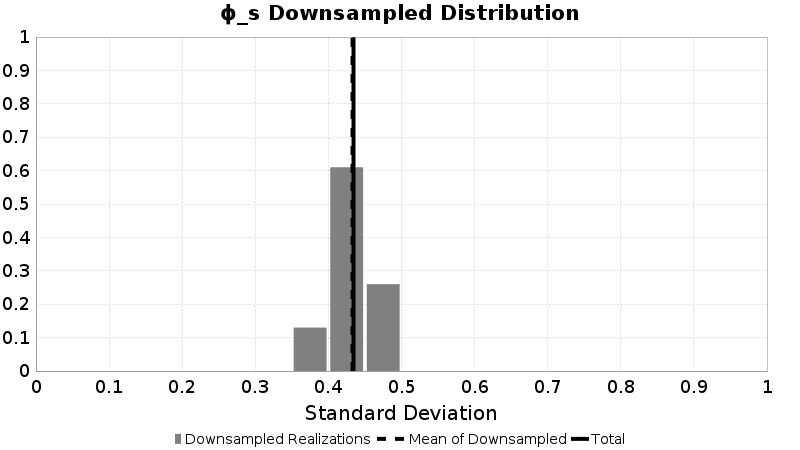 ϕ_s Downsampled Distribution
1
0.9
0.8
0.7
0.6
0.5
0.4
0.3
0.2
0.1
0
0 0.1 0.2 0.3 0.4 0.5 0.6 0.7 0.8 0.9 1
Standard Deviation
Downsampled Realizations Mean of Downsampled Total